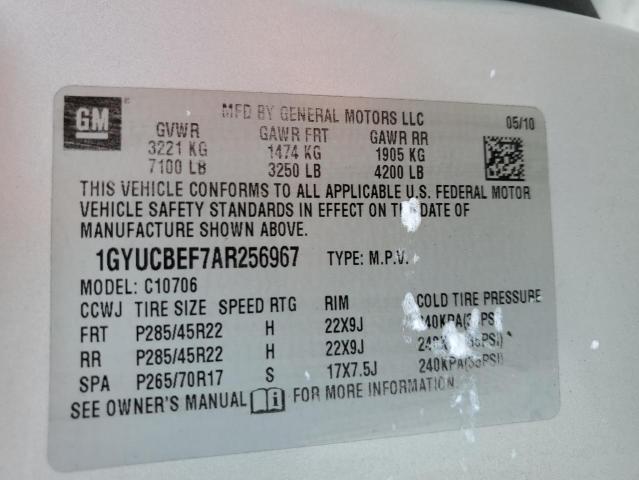 GM
MFD BY GENERAL MOTORS LLC
05/10
GVWR GAWR FRT GAWR RR
3221 KG 1474 KG 1905 KG
7100 LB 3250 LB 4200 LB
THIS VEHICLE CONFORMS TO ALL APPLICABLE U.S. FEDERAL MOTOR
VEHICLE SAFETY STANDARDS IN EFFECT ON THE DATE OF
MANUFACTURE SHOWN ABOVE.
1GYUCBEF7AR256967 TYPE: M.P.V.
MODEL: C10706
CCWJ TIRE SIZE SPEED RTG RIM COLD TIRE PRESSURE
FRT P285/45R22 H 22X9J
RR P285/45R22 H 22X9J
SPA P265/70R17 S 17X7.5J 240KPA(35PSI)
SEE OWNER'S MANUAL i FOR MORE INFORMATION.